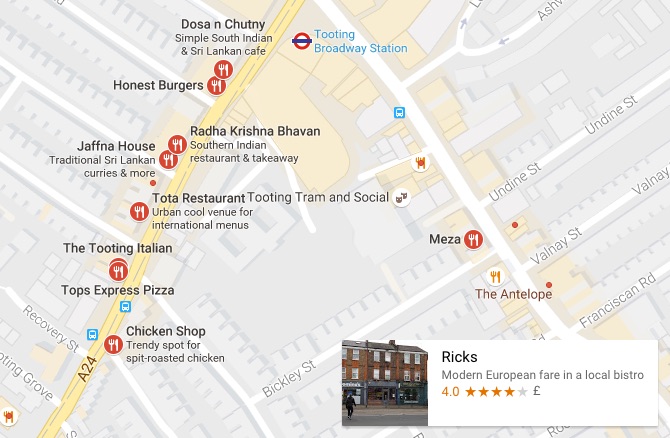 Dosa n Chutny
Simple South Indian
& Sri Lankan cafe
Tooting
Broadway Station
Ashv
Honest Burgers
Undine St
Radha Krishna Bhavan
Southern Indian
restaurant & takeaway
Jaffna House
Traditional Sri Lankan
curries & more
Undine St
Valnay
Tota Restaurant
Urban cool venue for
international menus
Tooting Tram and Social
Meza
Valnay St
The Tooting Italian
Tops Express Pizza
The Antelope
Franciscan Rd
Recovery St
Chicken Shop
Trendy spot for
spit-roasted chicken
A24
oting Grove
Bickley St
Ricks
Modern European fare in a local bistro
4.0 ★★★★★ £